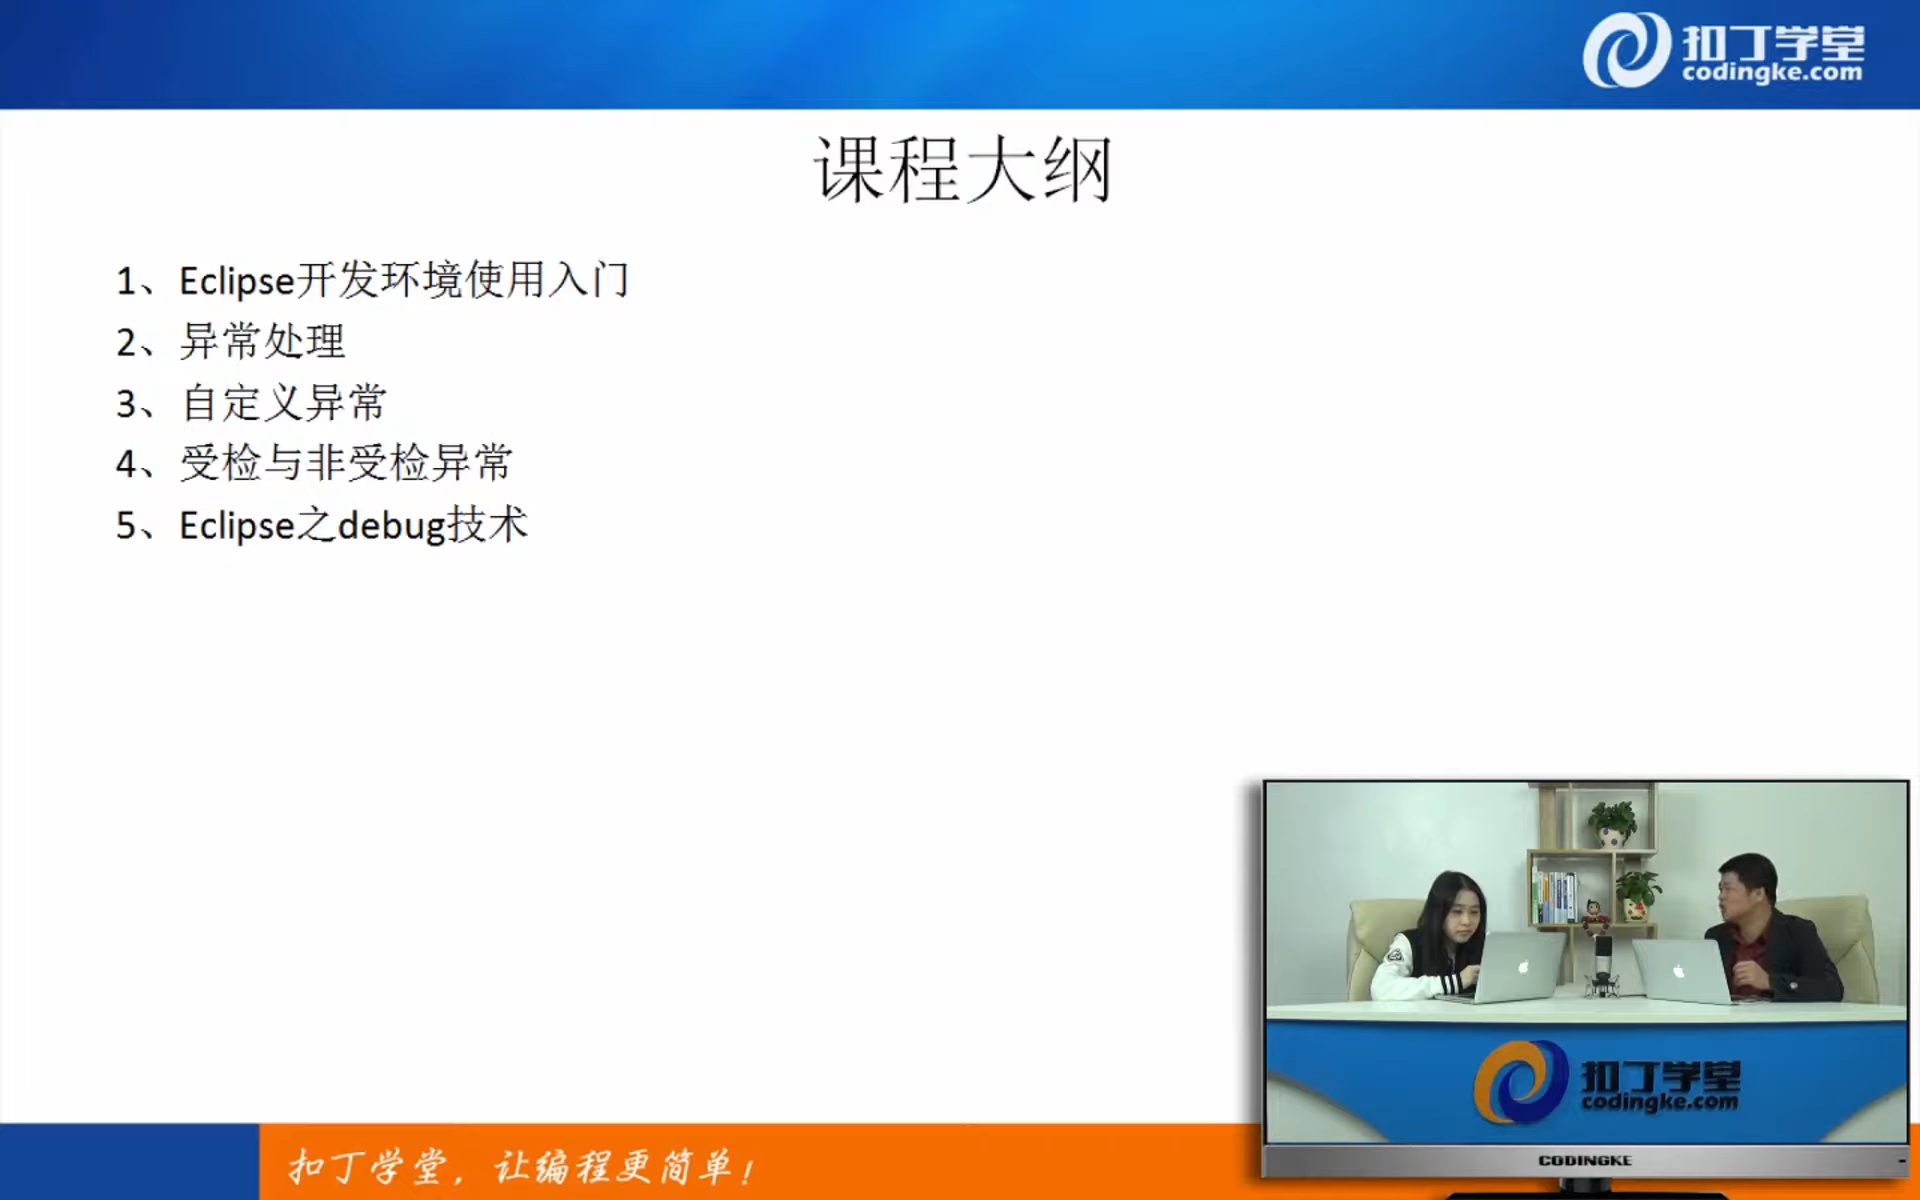 扣丁学堂
codingke.com
课程大纲
1、Eclipse开发环境使用入门
2、异常处理
3、自定义异常
4、受检与非受检异常
5、Eclipse之debug技术
扣丁学堂
codingke.com
CODINGKE
扣丁学堂，让编程更简单！